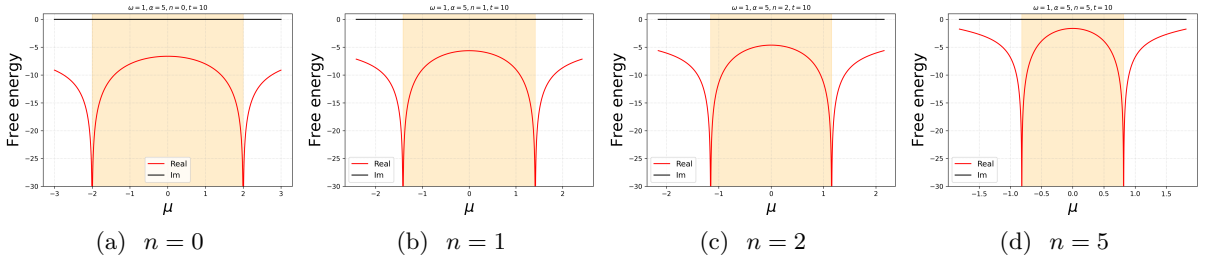 ω = 1, α = 5, n = 0, t = 10
Free energy
0
−5
−10
−15
−20
−25
−30
−3 −2 −1 0 1 2 3
μ
Real
Im
(a) n = 0
ω = 1, α = 5, n = 1, t = 10
Free energy
0
−5
−10
−15
−20
−25
−30
−2 −1 0 1 2
μ
Real
Im
(b) n = 1
ω = 1, α = 5, n = 2, t = 10
Free energy
0
−5
−10
−15
−20
−25
−30
−2 −1 0 1 2
μ
Real
Im
(c) n = 2
ω = 1, α = 5, n = 5, t = 10
Free energy
0
−5
−10
−15
−20
−25
−30
−1.5 −1.0 −0.5 0.0 0.5 1.0 1.5
μ
Real
Im
(d) n = 5